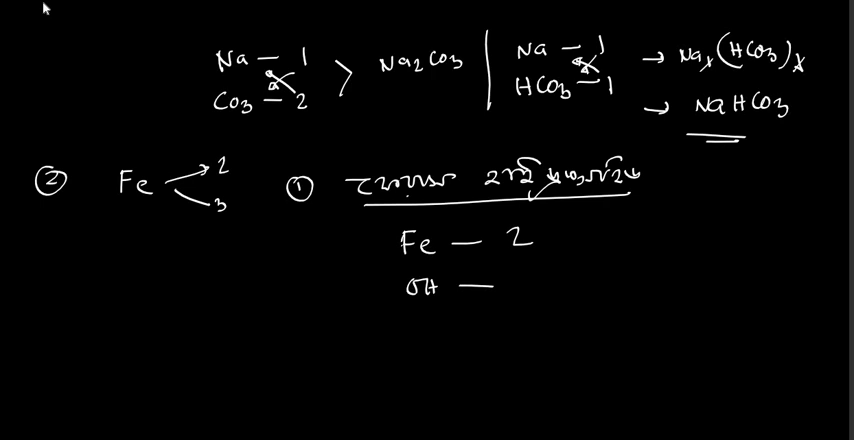 Na — 1 > Na₂CO₃ | Na — 1 → Naₓ(HCO₃)ₓ
CO₃ — 2 HCO₃ — 1 → NaHCO₃
② Fe 2 ①
3
Fe — 2
OH —